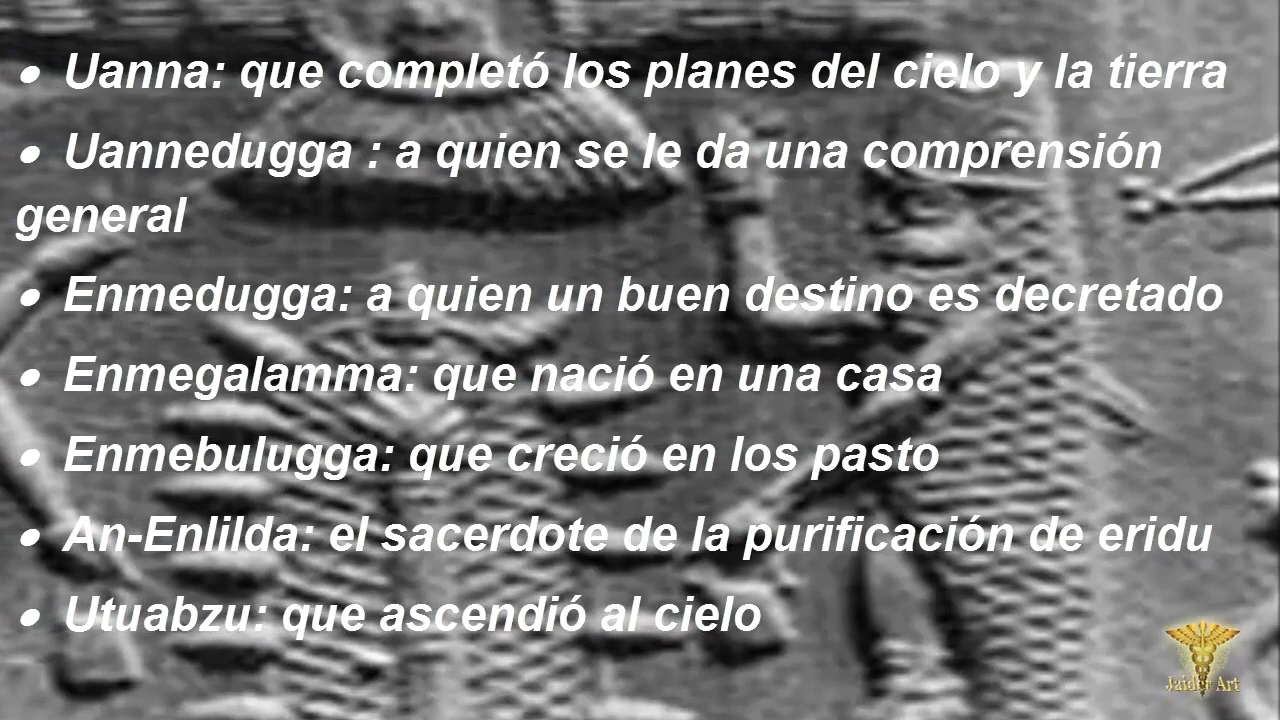 • Uanna: que completó los planes del cielo y la tierra
• Uannedugga : a quien se le da una comprensión
general
• Enmedugga: a quien un buen destino es decretado
• Enmegalamma: que nació en una casa
• Enmebulugga: que creció en los pasto
• An-Enlilda: el sacerdote de la purificación de eridu
• Utuabzu: que ascendió al cielo
Jaider Art